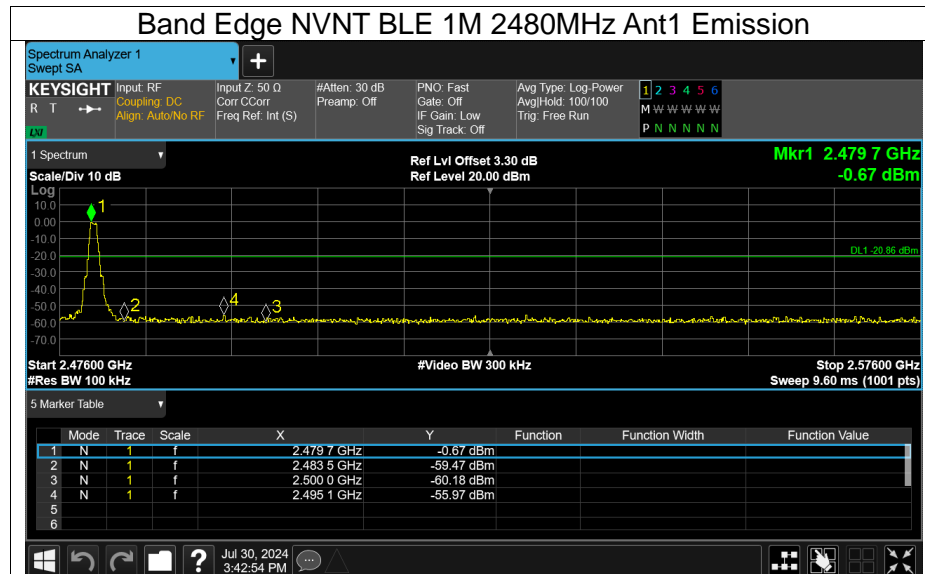 Band Edge NVNT BLE 1M 2480MHz Ant1 Emission
Spectrum Analyzer 1
Swept SA
+
KEYSIGHT
R T
LXI
Input: RF
Coupling: DC
Align: Auto/No RF
Input Z: 50 Ω
Corr CCorr
Freq Ref: Int (S)
#Atten: 30 dB
Preamp: Off
PNO: Fast
Gate: Off
IF Gain: Low
Sig Track: Off
Avg Type: Log-Power
Avg|Hold: 100/100
Trig: Free Run
1 2 3 4 5 6
M W W W W W
P N N N N N
1 Spectrum
Scale/Div 10 dB
Ref Lvl Offset 3.30 dB
Ref Level 20.00 dBm
Mkr1 2.479 7 GHz
-0.67 dBm
Log
10.0
0.00
-10.0
-20.0
-30.0
-40.0
-50.0
-60.0
-70.0
1
2
4
3
DL1 -20.86 dBm
Start 2.47600 GHz
#Res BW 100 kHz
#Video BW 300 kHz
Stop 2.57600 GHz
Sweep 9.60 ms (1001 pts)
5 Marker Table
Mode Trace Scale X Y Function Function Width Function Value
1 N 1 f 2.479 7 GHz -0.67 dBm
2 N 1 f 2.483 5 GHz -59.47 dBm
3 N 1 f 2.500 0 GHz -60.18 dBm
4 N 1 f 2.495 1 GHz -55.97 dBm
5
6
?
Jul 30, 2024
3:42:54 PM